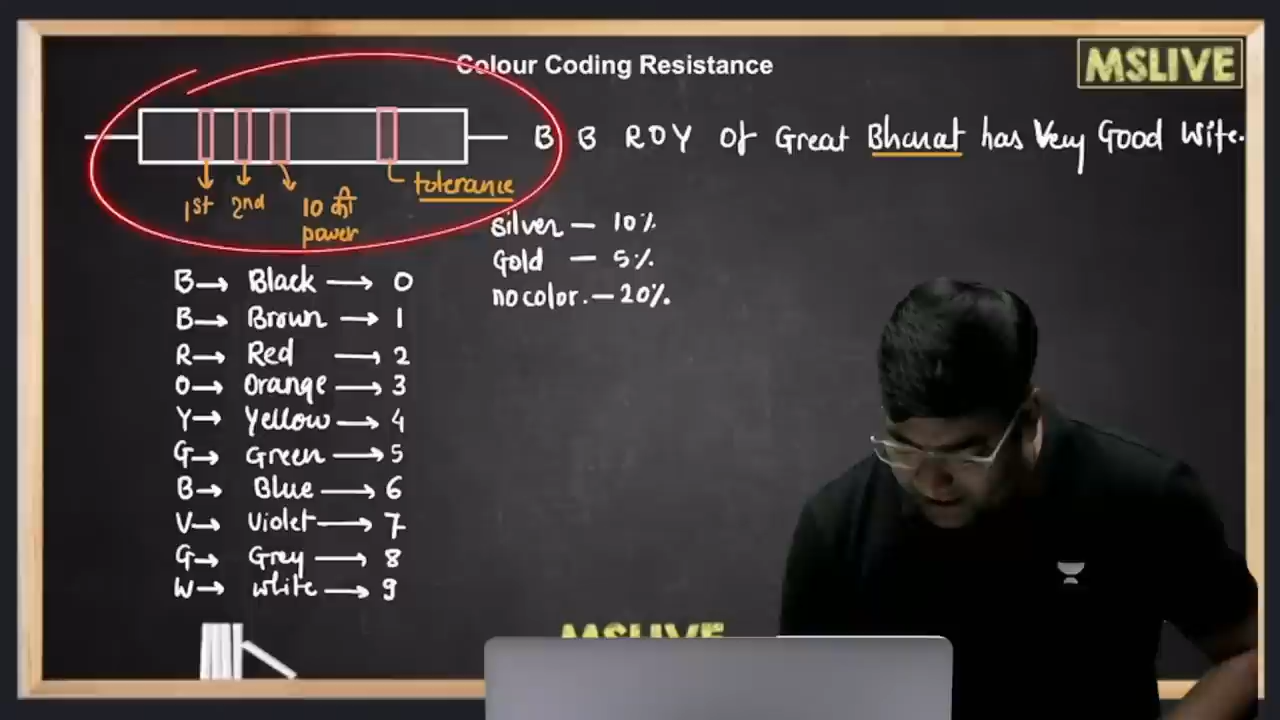 Colour Coding Resistance
MSLIVE
B B ROY Of Great Bharat has Very Good Wife.
1st 2nd 10 की power
tolerance
Silver — 10%
Gold — 5%
no color. — 20%
B → Black → 0
B → Brown → 1
R → Red → 2
O → Orange → 3
Y → Yellow → 4
G → Green → 5
B → Blue → 6
V → Violet → 7
G → Grey → 8
W → White → 9
MSLIVE